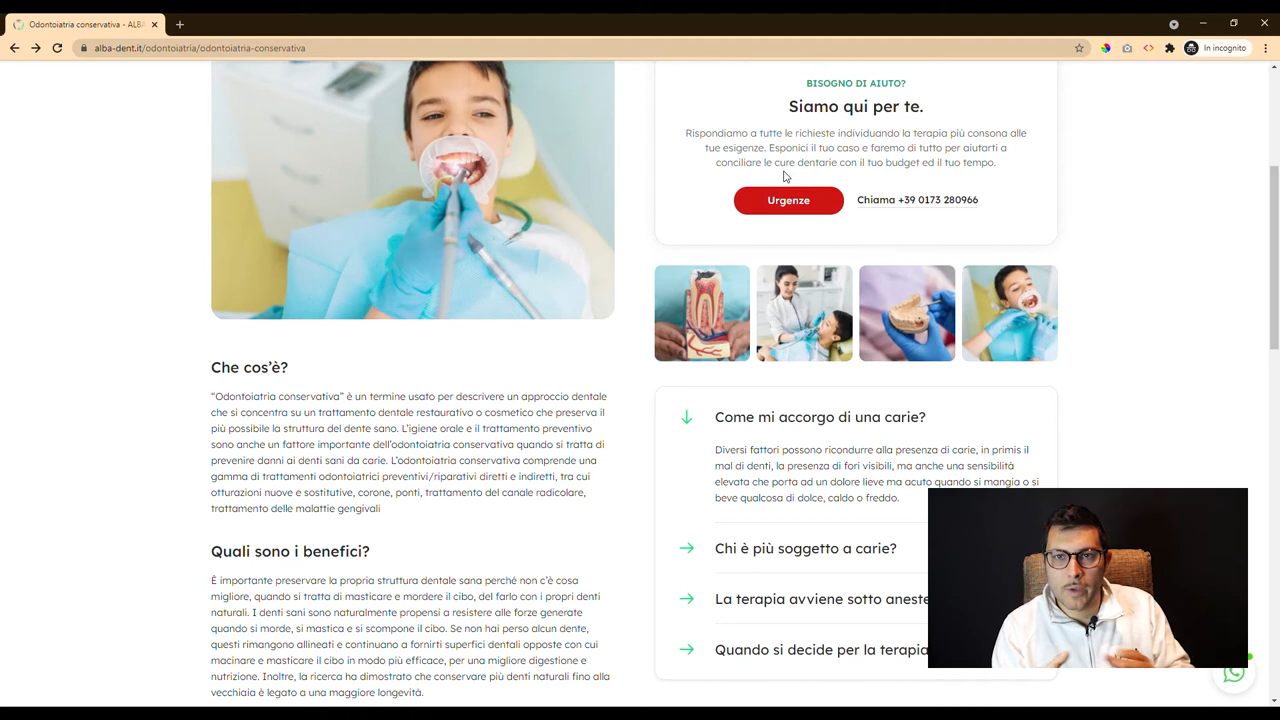 Odontoiatria conservativa - ALBA
In incognito
alba-dent.it/odontoiatria/odontoiatria-conservativa
BISOGNO DI AIUTO?
Siamo qui per te.
Rispondiamo a tutte le richieste individuando la terapia più consona alle
tue esigenze. Esponici il tuo caso e faremo di tutto per aiutarti a
conciliare le cure dentarie con il tuo budget ed il tuo tempo.
Urgenze
Chiama +39 0173 280966
Che cos’è?
“Odontoiatria conservativa” è un termine usato per descrivere un approccio dentale
che si concentra su un trattamento dentale restaurativo o cosmetico che preserva il
più possibile la struttura del dente sano. L’igiene orale e il trattamento preventivo
sono anche un fattore importante dell’odontoiatria conservativa quando si tratta di
prevenire danni ai denti sani da carie. L’odontoiatria conservativa comprende una
gamma di trattamenti odontoiatrici preventivi/riparativi diretti e indiretti, tra cui
otturazioni nuove e sostitutive, corone, ponti, trattamento del canale radicolare,
trattamento delle malattie gengivali
Quali sono i benefici?
È importante preservare la propria struttura dentale sana perché non c’è cosa
migliore, quando si tratta di masticare e mordere il cibo, del farlo con i propri denti
naturali. I denti sani sono naturalmente propensi a resistere alle forze generate
quando si morde, si mastica e si scompone il cibo. Se non hai perso alcun dente,
questi rimangono allineati e continuano a fornirti superfici dentali opposte con cui
macinare e masticare il cibo in modo più efficace, per una migliore digestione e
nutrizione. Inoltre, la ricerca ha dimostrato che conservare più denti naturali fino alla
vecchiaia è legato a una maggiore longevità.
Come mi accorgo di una carie?
Diversi fattori possono ricondurre alla presenza di carie, in primis il
mal di denti, la presenza di fori visibili, ma anche una sensibilità
elevata che porta ad un dolore lieve ma acuto quando si mangia o si
beve qualcosa di dolce, caldo o freddo.
Chi è più soggetto a carie?
La terapia avviene sotto aneste
Quando si decide per la terapia